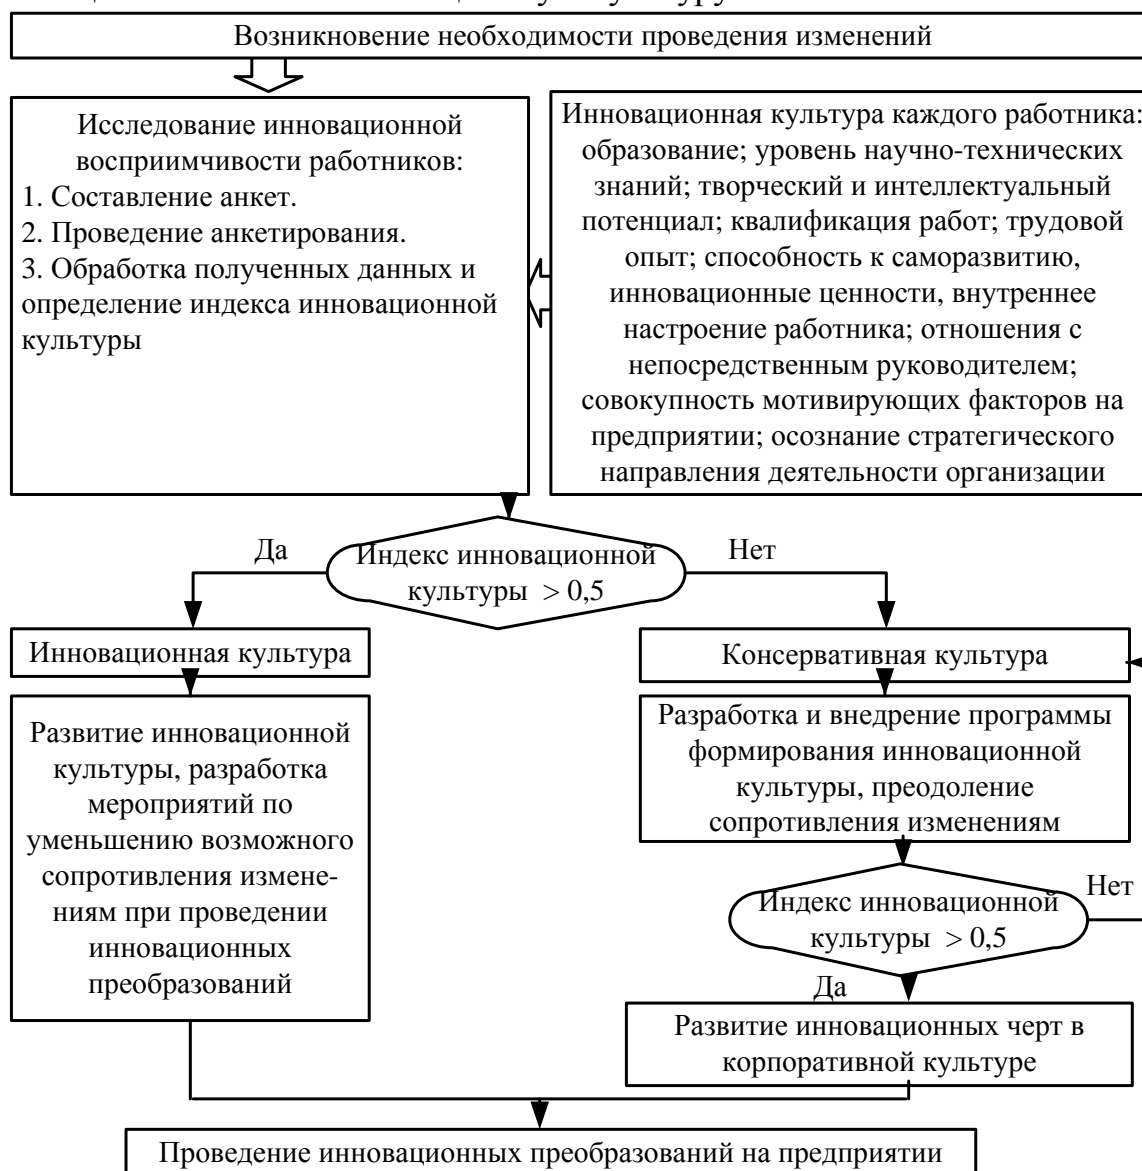 Возникновение необходимости проведения изменений
Исследование инновационной
восприимчивости работников:
1. Составление анкет.
2. Проведение анкетирования.
3. Обработка полученных данных и
определение индекса инновационной
культуры
Инновационная культура каждого работника:
образование; уровень научно-технических
знаний; творческий и интеллектуальный
потенциал; квалификация работ; трудовой
опыт; способность к саморазвитию,
инновационные ценности, внутреннее
настроение работника; отношения с
непосредственным руководителем;
совокупность мотивирующих факторов на
предприятии; осознание стратегического
направления деятельности организации
Да
Индекс инновационной
культуры > 0,5
Нет
Инновационная культура
Консервативная культура
Развитие инновационной
культуры, разработка
мероприятий по
уменьшению возможного
сопротивления измене-
ниям при проведении
инновационных
преобразований
Разработка и внедрение программы
формирования инновационной
культуры, преодоление
сопротивления изменениям
Индекс инновационной
культуры > 0,5
Нет
Да
Развитие инновационных черт в
корпоративной культуре
Проведение инновационных преобразований на предприятии